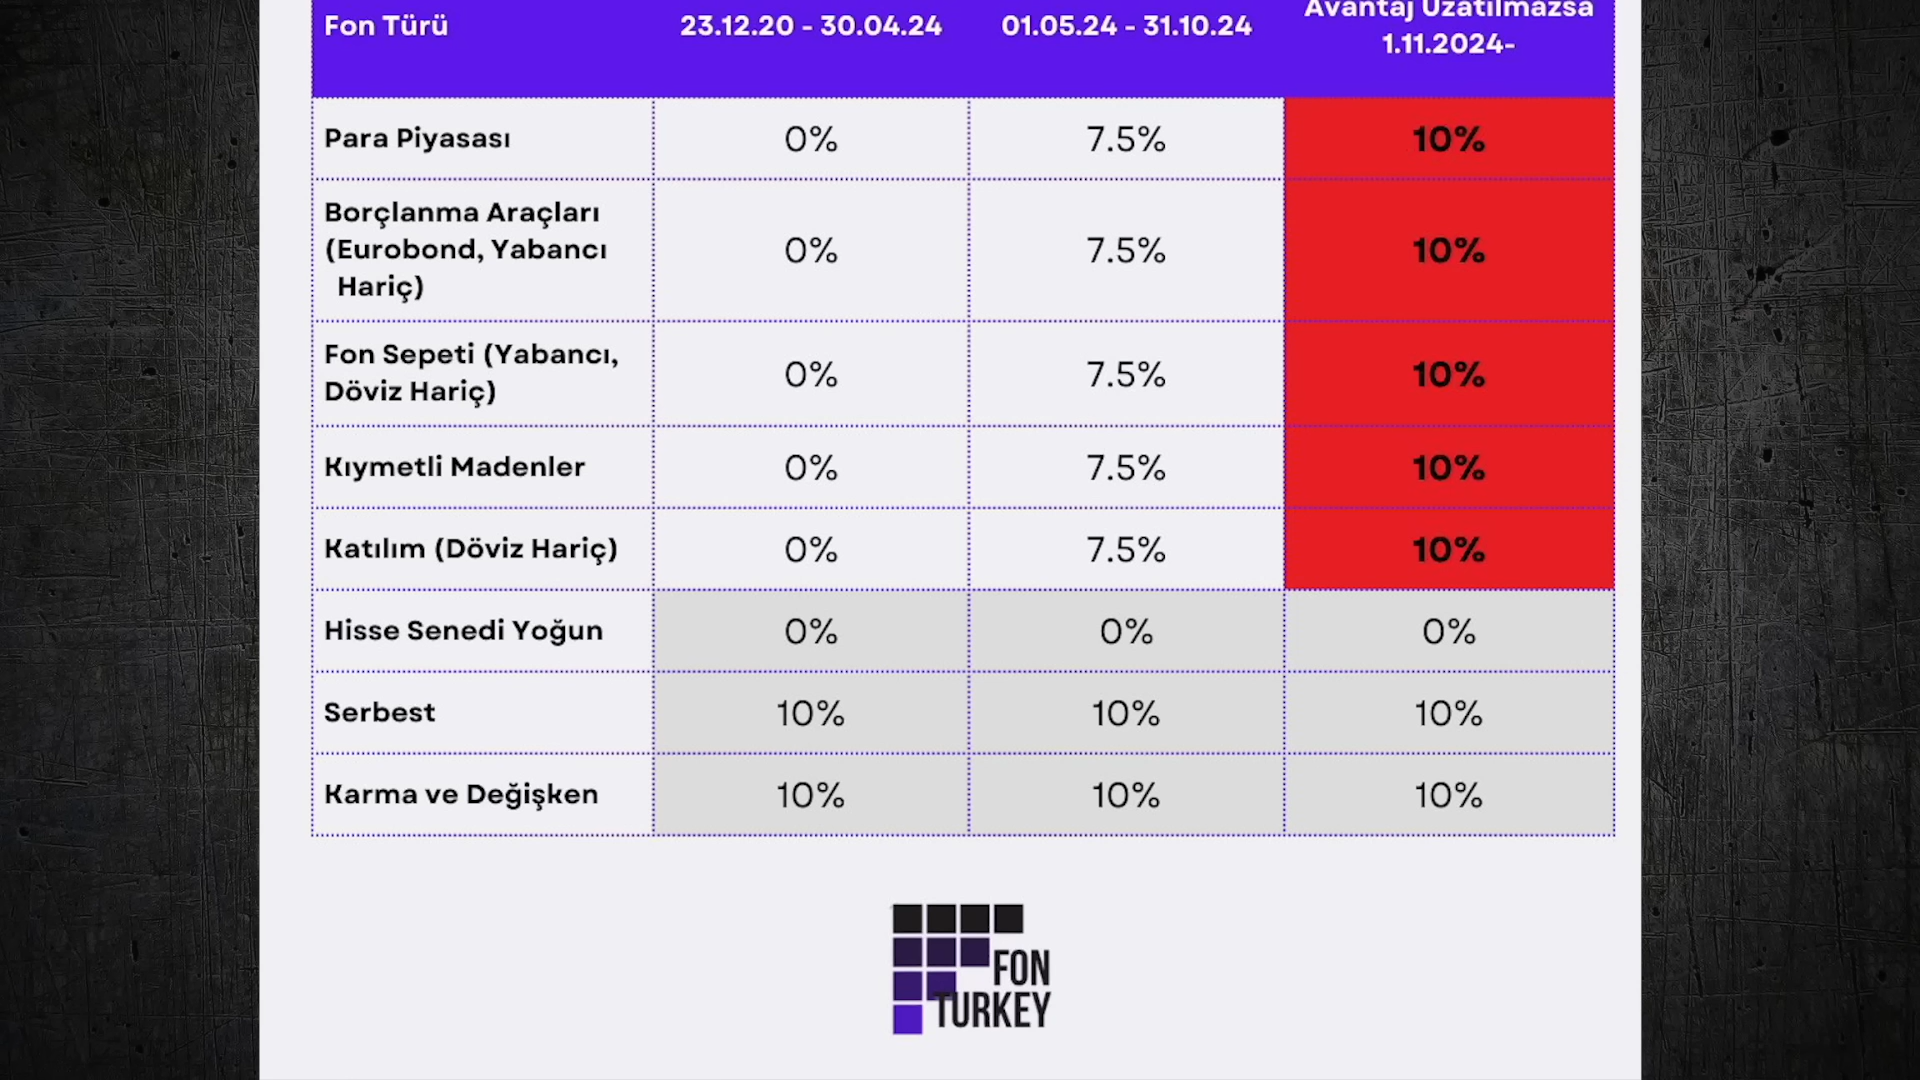 Fon Türü
23.12.20 - 30.04.24
01.05.24 - 31.10.24
Avantaj Uzatılmazsa
1.11.2024-
Para Piyasası
0%
7.5%
10%
Borçlanma Araçları
(Eurobond, Yabancı
Hariç)
0%
7.5%
10%
Fon Sepeti (Yabancı,
Döviz Hariç)
0%
7.5%
10%
Kıymetli Madenler
0%
7.5%
10%
Katılım (Döviz Hariç)
0%
7.5%
10%
Hisse Senedi Yoğun
0%
0%
0%
Serbest
10%
10%
10%
Karma ve Değişken
10%
10%
10%
FON
TURKEY